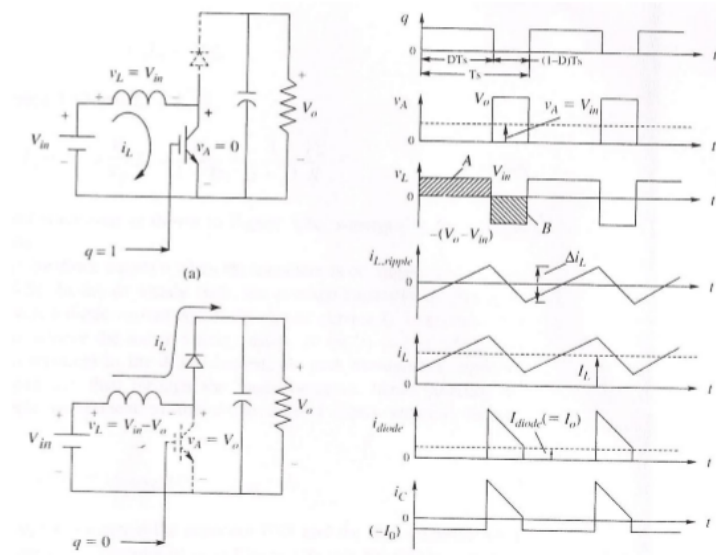 v_L = V_in
+
−
+
+
V_in
−
i_L
v_A = 0
−
+
V_o
−
q = 1
(a)
i_L
+
−
+
+
V_in
−
v_L = V_in−V_o
v_A = V_o
−
+
V_o
−
q = 0
(a)
q
0
DTs
(1–D)Ts
Ts
t
v_A
V_o
v_A = V_in
0
t
v_L
A
V_in
0
B
−(V_o−V_in)
t
i_L,ripple
Δi_L
0
t
i_L
I_L
0
t
i_diode
I_diode(= I_o)
0
t
i_C
0
(−I_0)
t